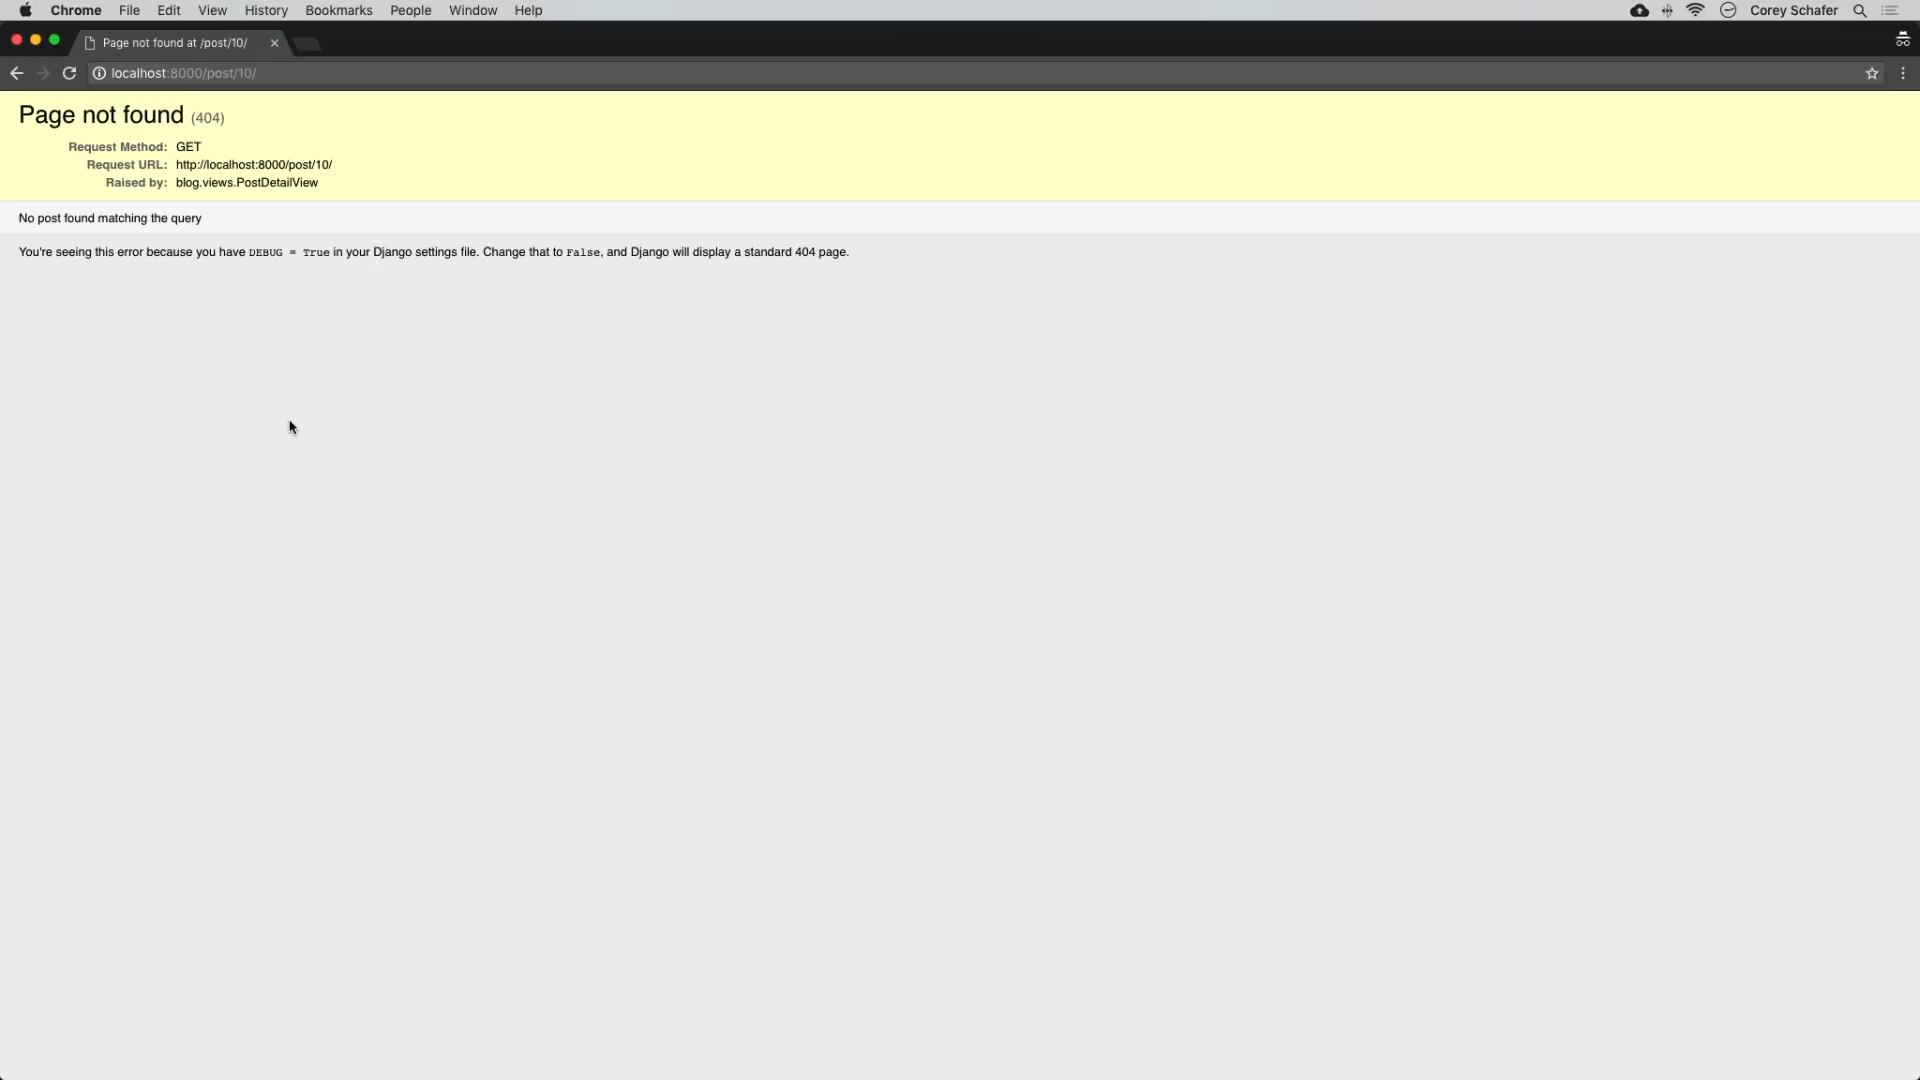 Chrome File Edit View History Bookmarks People Window Help Corey Schafer
Page not found at /post/10/
localhost:8000/post/10/
Page not found (404)
Request Method: GET
Request URL: http://localhost:8000/post/10/
Raised by: blog.views.PostDetailView
No post found matching the query
You're seeing this error because you have DEBUG = True in your Django settings file. Change that to False, and Django will display a standard 404 page.